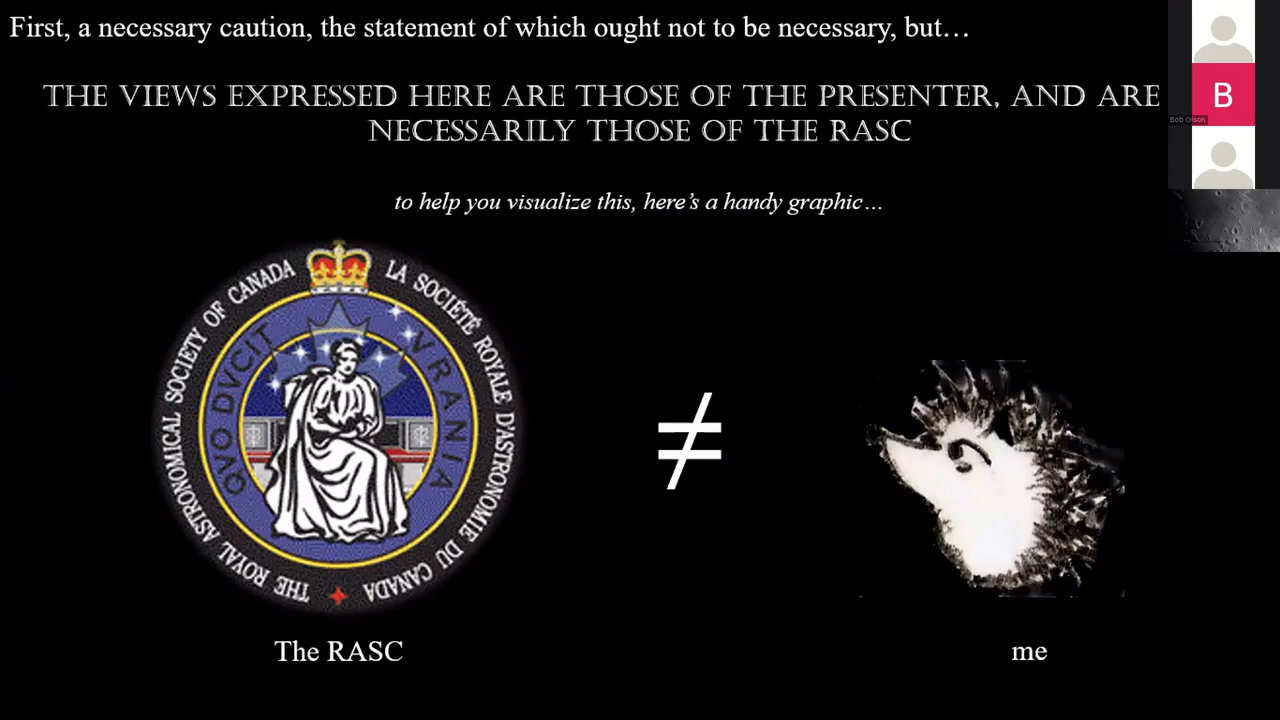 First, a necessary caution, the statement of which ought not to be necessary, but…
THE VIEWS EXPRESSED HERE ARE THOSE OF THE PRESENTER, AND ARE
NECESSARILY THOSE OF THE RASC
to help you visualize this, here's a handy graphic…
B
Bob Olson
THE ROYAL ASTRONOMICAL SOCIETY OF CANADA
LA SOCIÉTÉ ROYALE D'ASTRONOMIE DU CANADA
QVO DVCIT VRANIA
≠
The RASC
me